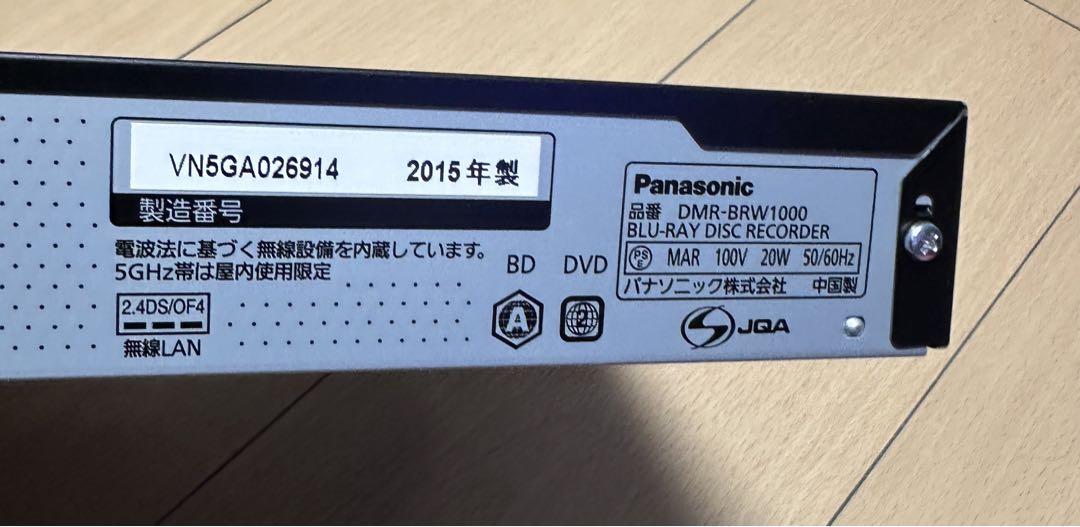 VN5GA026914 2015年製
製造番号
電波法に基づく無線設備を内蔵しています。
5GHz帯は屋内使用限定
2.4DS/OF4
無線LAN
BD DVD
A 2
Panasonic
品番 DMR-BRW1000
BLU-RAY DISC RECORDER
PSE MAR 100V 20W 50/60Hz
パナソニック株式会社 中国製
JQA